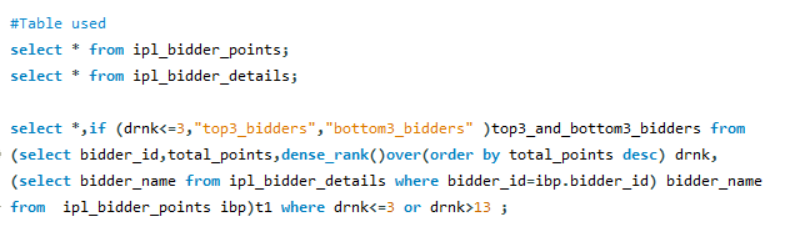 #Table used
select * from ipl_bidder_points;
select * from ipl_bidder_details;
select *,if (drnk<=3,"top3_bidders","bottom3_bidders" )top3_and_bottom3_bidders from
(select bidder_id,total_points,dense_rank()over(order by total_points desc) drnk,
(select bidder_name from ipl_bidder_details where bidder_id=ibp.bidder_id) bidder_name
from  ipl_bidder_points ibp)t1 where drnk<=3 or drnk>13 ;